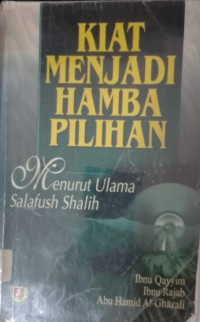 KIAT
MENJADI
HAMBA
PILIHAN
Menurut Ulama
Salafush Shalih
Ibnu Qayyim
Ibnu Rajab
Abu Hamid Al-Ghazali